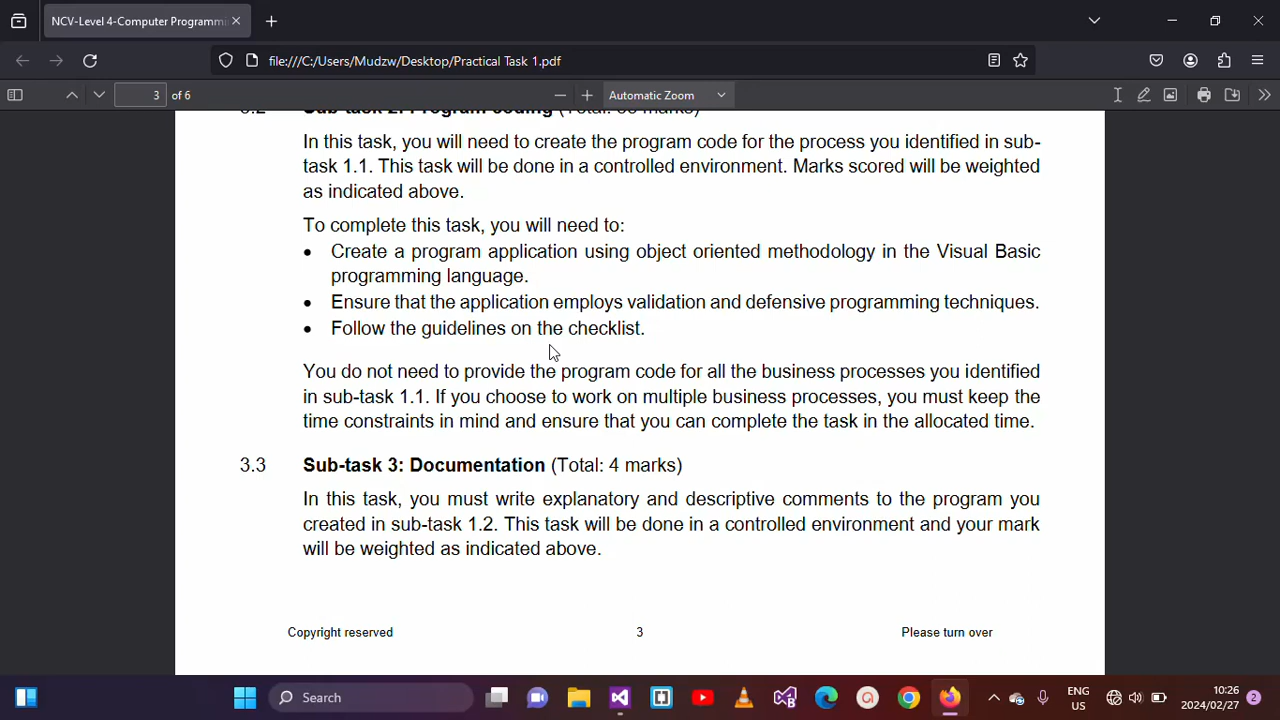 NCV-Level 4-Computer Programmi
file:///C:/Users/Mudzw/Desktop/Practical Task 1.pdf
3 of 6
Automatic Zoom
3.2 Sub-task 2: Program coding
In this task, you will need to create the program code for the process you identified in sub-
task 1.1. This task will be done in a controlled environment. Marks scored will be weighted
as indicated above.
To complete this task, you will need to:
• Create a program application using object oriented methodology in the Visual Basic
programming language.
• Ensure that the application employs validation and defensive programming techniques.
• Follow the guidelines on the checklist.
You do not need to provide the program code for all the business processes you identified
in sub-task 1.1. If you choose to work on multiple business processes, you must keep the
time constraints in mind and ensure that you can complete the task in the allocated time.
3.3 Sub-task 3: Documentation (Total: 4 marks)
In this task, you must write explanatory and descriptive comments to the program you
created in sub-task 1.2. This task will be done in a controlled environment and your mark
will be weighted as indicated above.
Copyright reserved 3 Please turn over
Search
ENG
US
10:26
2024/02/27
2